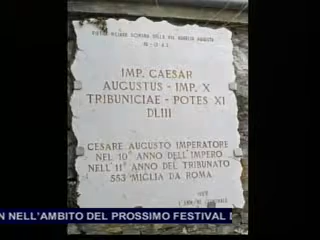 IMP. CAESAR
AUGUSTUS - IMP. X
TRIBUNICIAE - POTES XI
DLIII
CESARE AUGUSTO IMPERATORE
NEL 10° ANNO DELL'IMPERO
NELL'11° ANNO DEL TRIBUNATO
553 MIGLIA DA ROMA
N NELL'AMBITO DEL PROSSIMO FESTIVAL